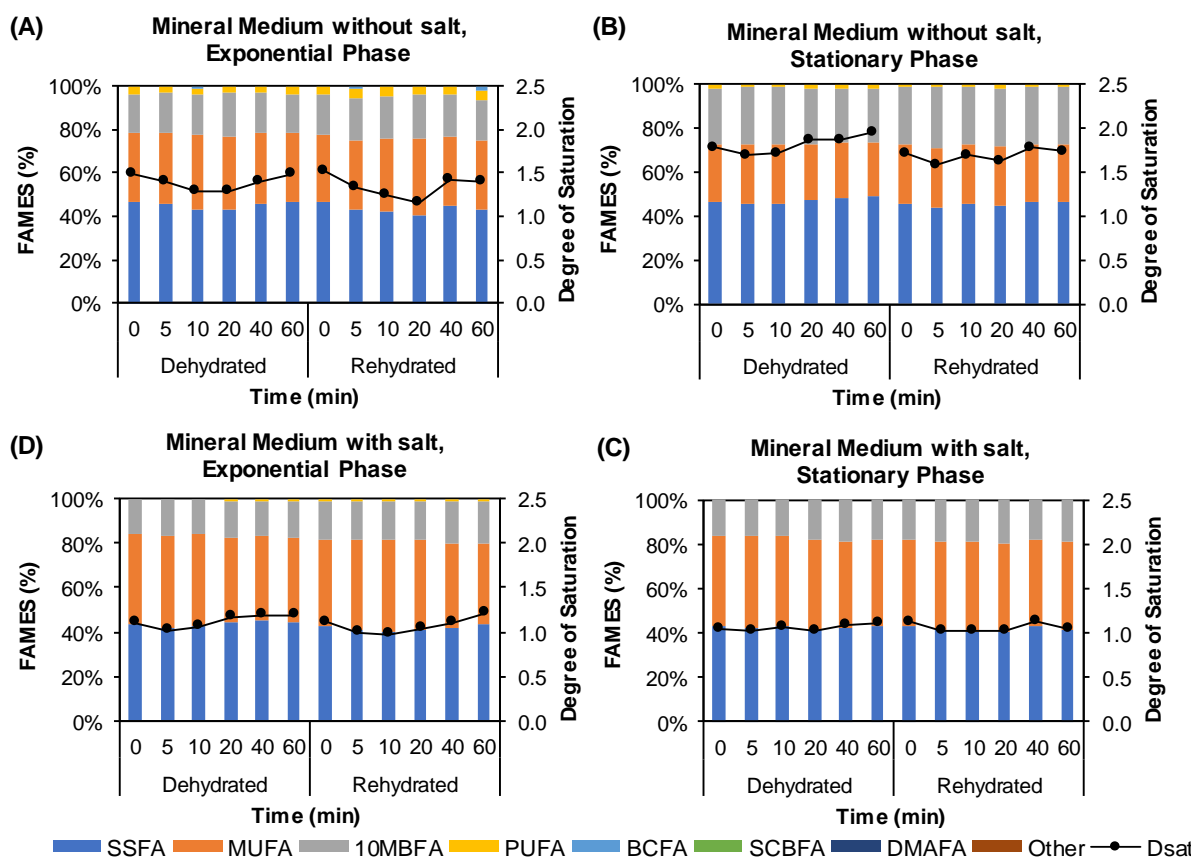 (A) Mineral Medium without salt,
Exponential Phase
100%
80%
60%
40%
20%
0%
FAMES (%)
2.5
2.0
1.5
1.0
0.5
0.0
Degree of Saturation
0 5 10 20 40 60 0 5 10 20 40 60
Dehydrated Rehydrated
Time (min)
(B) Mineral Medium without salt,
Stationary Phase
100%
80%
60%
40%
20%
0%
FAMES (%)
2.5
2.0
1.5
1.0
0.5
0.0
Degree of Saturation
0 5 10 20 40 60 0 5 10 20 40 60
Dehydrated Rehydrated
Time (min)
(D) Mineral Medium with salt,
Exponential Phase
100%
80%
60%
40%
20%
0%
FAMES (%)
2.5
2.0
1.5
1.0
0.5
0.0
Degree of Saturation
0 5 10 20 40 60 0 5 10 20 40 60
Dehydrated Rehydrated
Time (min)
(C) Mineral Medium with salt,
Stationary Phase
100%
80%
60%
40%
20%
0%
FAMES (%)
2.5
2.0
1.5
1.0
0.5
0.0
Degree of Saturation
0 5 10 20 40 60 0 5 10 20 40 60
Dehydrated Rehydrated
Time (min)
SSFA MUFA 10MBFA PUFA BCFA SCBFA DMAFA Other Dsat